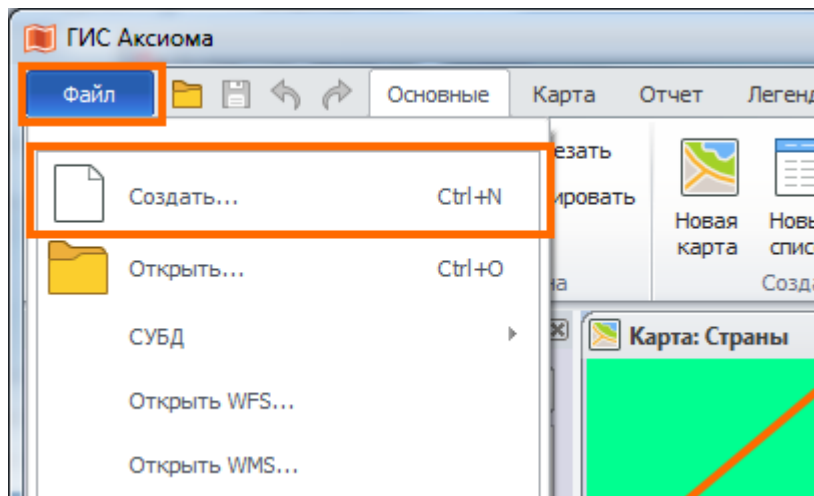 ГИС Аксиома
Файл Основные Карта Отчет
Создать... Ctrl+N
Новая
карта
Открыть... Ctrl+O
СУБД
Карта: Страны
Открыть WFS...
Открыть WMS...